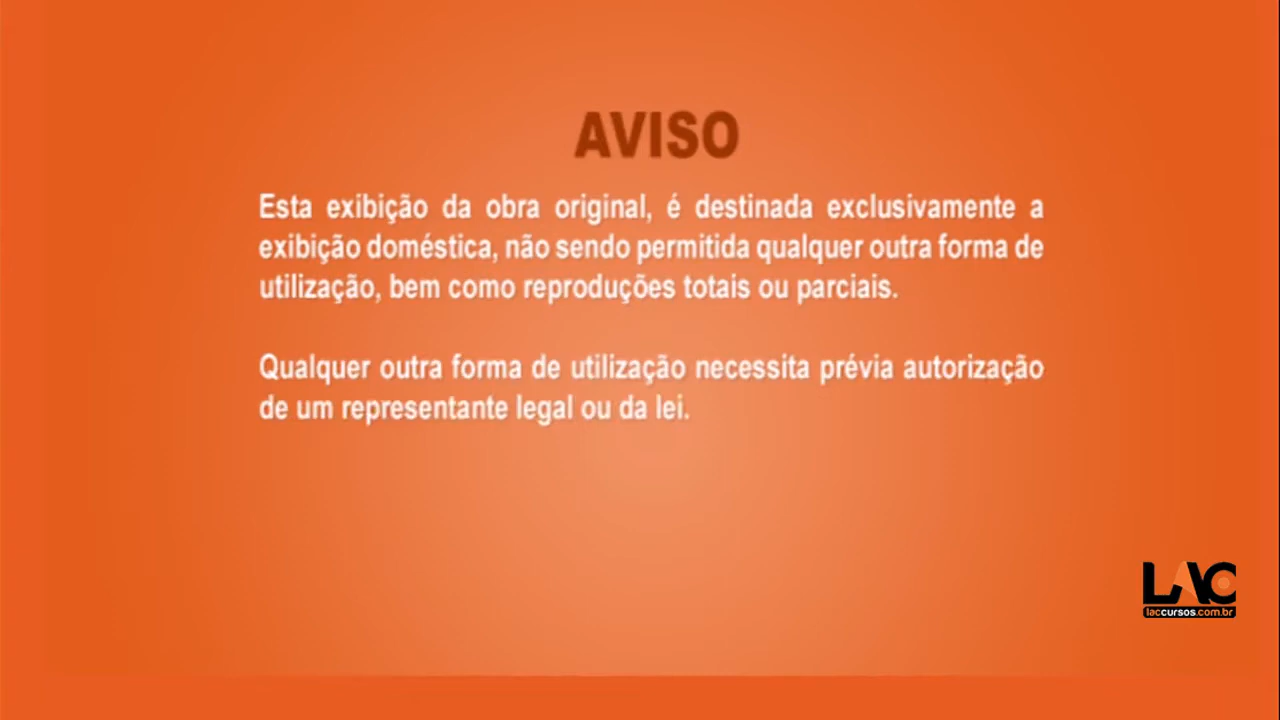 AVISO
Esta exibição da obra original, é destinada exclusivamente a
exibição doméstica, não sendo permitida qualquer outra forma de
utilização, bem como reproduções totais ou parciais.
Qualquer outra forma de utilização necessita prévia autorização
de um representante legal ou da lei.
LAC
laccursos.com.br